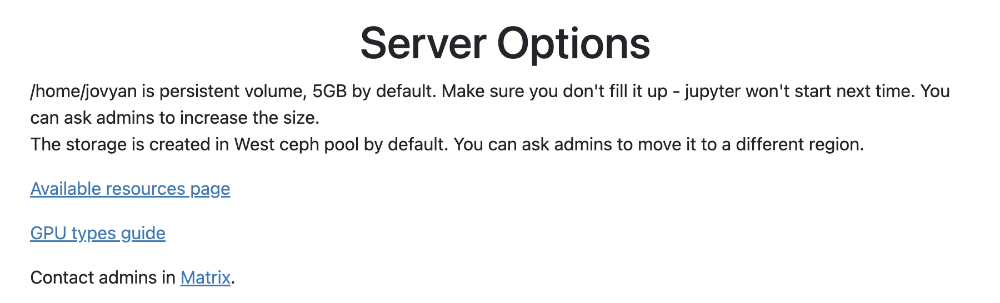 Server Options
/home/jovyan is persistent volume, 5GB by default. Make sure you don't fill it up - jupyter won't start next time. You
can ask admins to increase the size.
The storage is created in West ceph pool by default. You can ask admins to move it to a different region.
Available resources page
GPU types guide
Contact admins in Matrix.